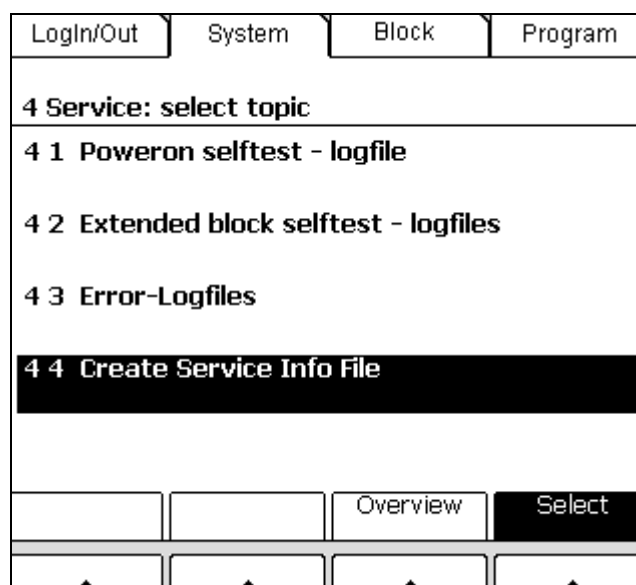 LogIn/Out System Block Program
4 Service: select topic
4 1 Poweron selftest - logfile
4 2 Extended block selftest - logfiles
4 3 Error-Logfiles
4 4 Create Service Info File
Overview Select